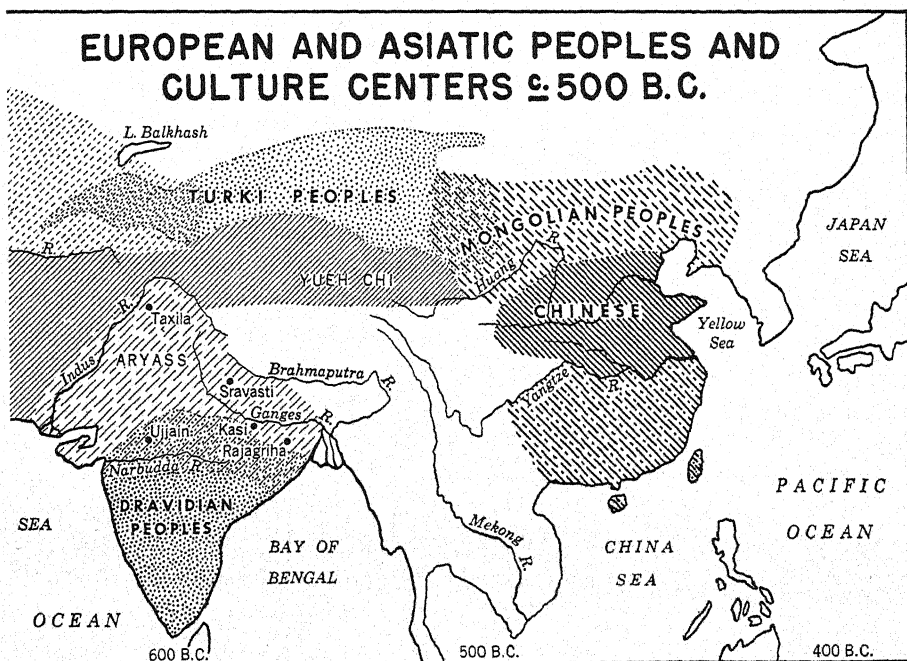 EUROPEAN AND ASIATIC PEOPLES AND
CULTURE CENTERS c. 500 B.C.
L. Balkhash
TURKI PEOPLES
MONGOLIAN PEOPLES
JAPAN
SEA
R.
YUEH CHI
Huang R.
CHINESE
Yellow
Sea
Indus R.
Taxila
ARYASS
Brahmaputra R.
Sravasti
Yangtze R.
Ganges R.
Ujjain
Kasi
Rajagriha
Narbudda R.
DRAVIDIAN
PEOPLES
SEA
BAY OF
BENGAL
Mekong R.
CHINA
SEA
PACIFIC
OCEAN
OCEAN
600 B.C.
500 B.C.
400 B.C.